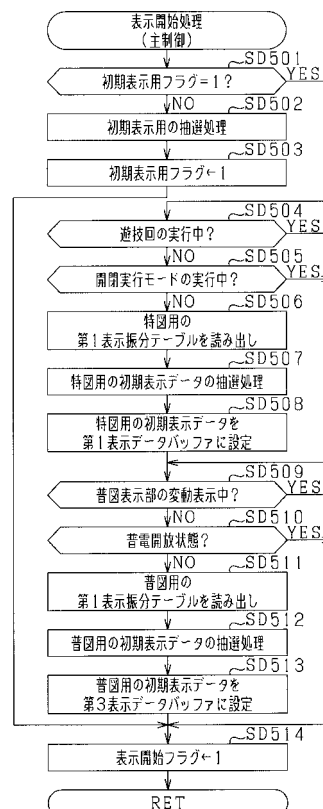 表示開始処理
(主制御)
SD501
初期表示用フラグ=1?
YES
NO
SD502
初期表示用の抽選処理
SD503
初期表示用フラグ←1
SD504
遊技回の実行中?
YES
NO
SD505
開閉実行モードの実行中?
YES
NO
SD506
特図用の
第1表示振分テーブルを読み出し
SD507
特図用の初期表示データの抽選処理
SD508
特図用の初期表示データを
第1表示データバッファに設定
SD509
普図表示部の変動表示中?
YES
NO
SD510
普電開放状態?
YES
NO
SD511
普図用の
第1表示振分テーブルを読み出し
SD512
普図用の初期表示データの抽選処理
SD513
普図用の初期表示データを
第3表示データバッファに設定
SD514
表示開始フラグ←1
RET